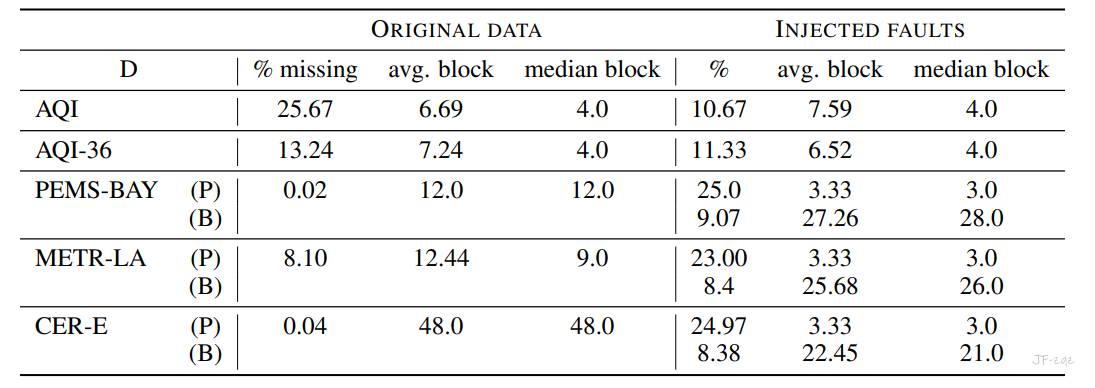 ORIGINAL DATA INJECTED FAULTS
D % missing avg. block median block % avg. block median block
AQI 25.67 6.69 4.0 10.67 7.59 4.0
AQI-36 13.24 7.24 4.0 11.33 6.52 4.0
PEMS-BAY (P) 0.02 12.0 12.0 25.0 3.33 3.0
(B) 9.07 27.26 28.0
METR-LA (P) 8.10 12.44 9.0 23.00 3.33 3.0
(B) 8.4 25.68 26.0
CER-E (P) 0.04 48.0 48.0 24.97 3.33 3.0
(B) 8.38 22.45 21.0
JF-292